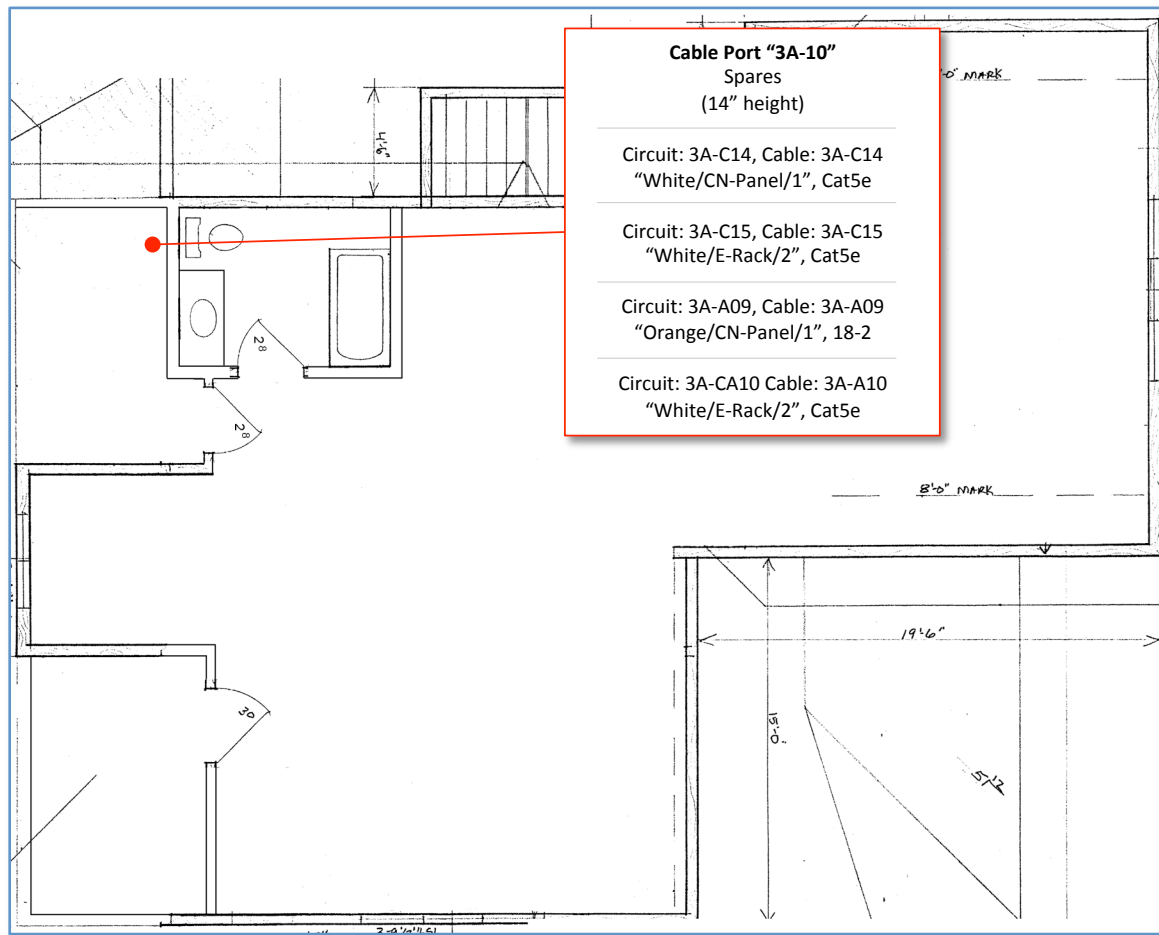 Cable Port “3A-10”
Spares
(14” height)
Circuit: 3A-C14, Cable: 3A-C14
“White/CN-Panel/1”, Cat5e
Circuit: 3A-C15, Cable: 3A-C15
“White/E-Rack/2”, Cat5e
Circuit: 3A-A09, Cable: 3A-A09
“Orange/CN-Panel/1”, 18-2
Circuit: 3A-CA10 Cable: 3A-A10
“White/E-Rack/2”, Cat5e
'-0" MARK
4'-6"
2⁸
2⁸
8'-0" MARK
19'-6"
30
15'-0"